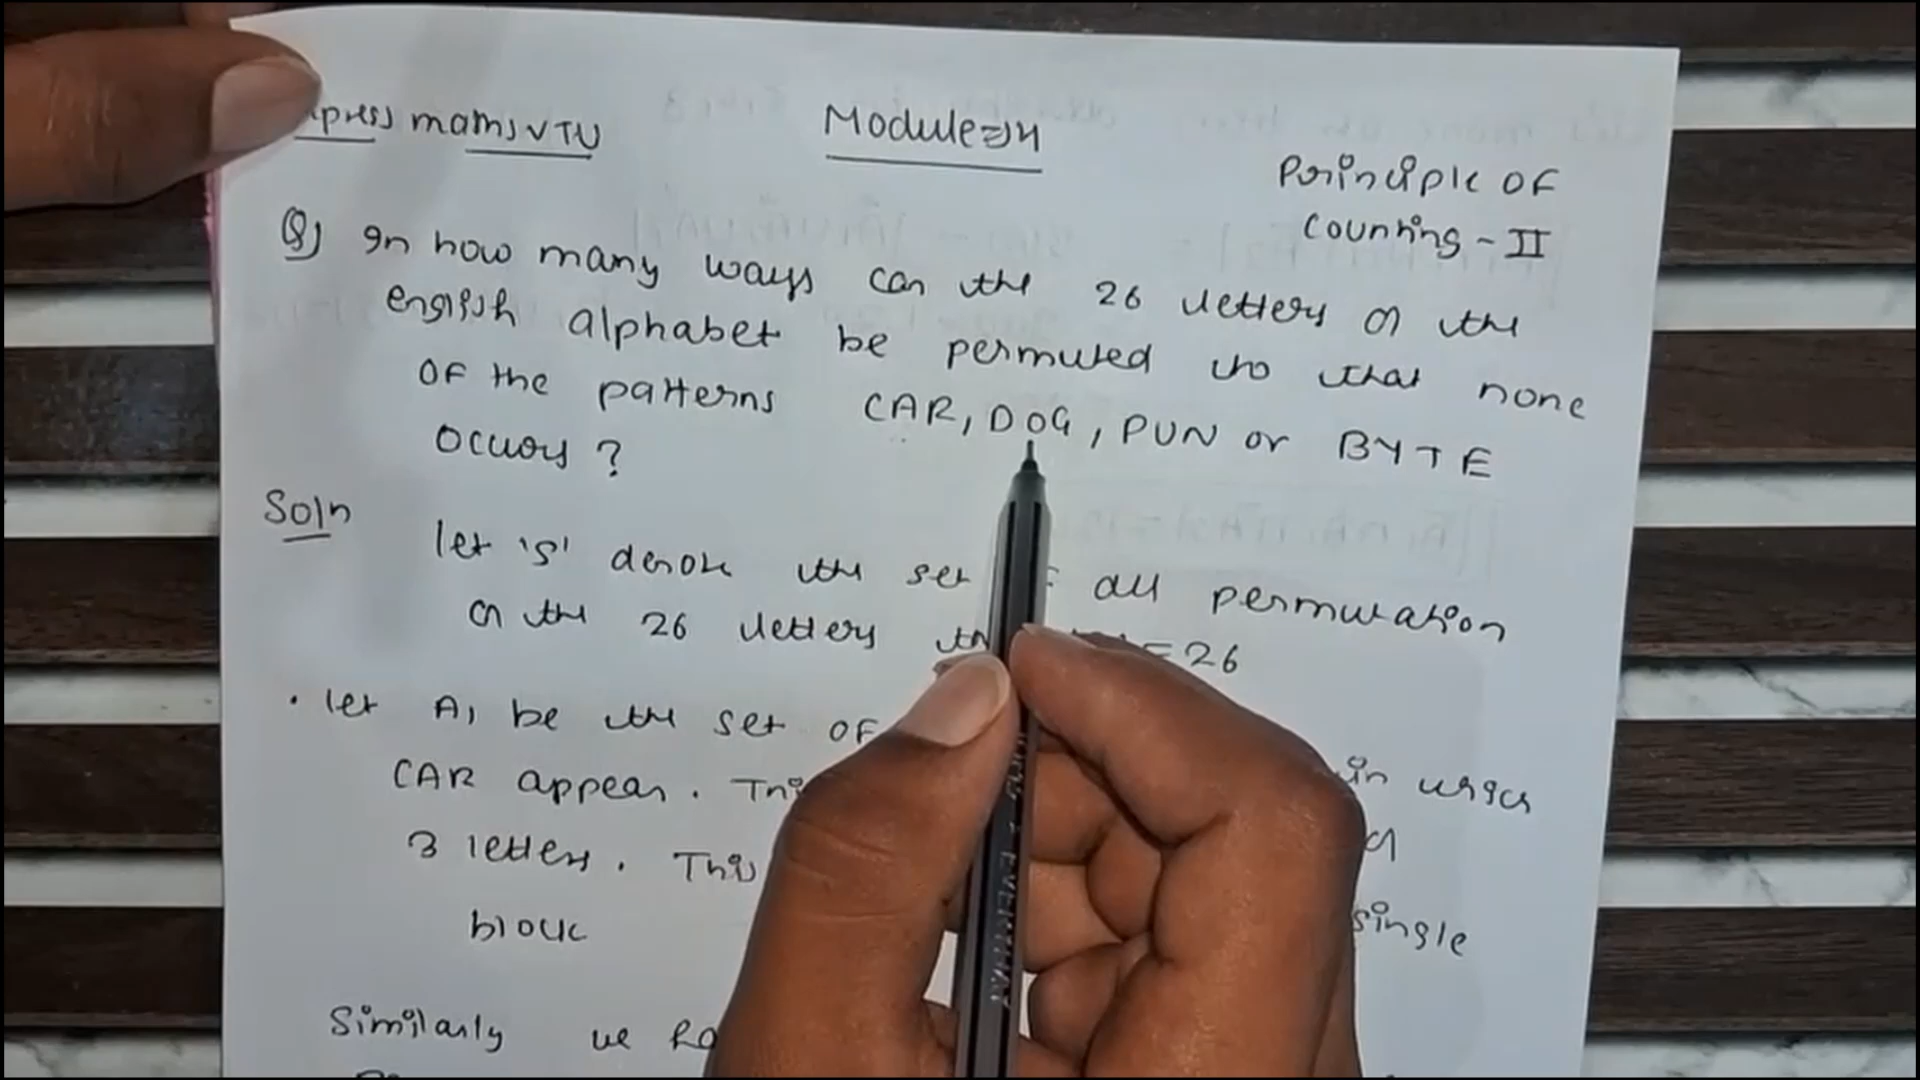 mams VTU
Module 4
Principle of
Counting - II
Q) In how many ways can the 26 letters of the
english alphabet be permuted so that none
of the patterns CAR, DOG, PUN or BYTE
occurs ?
Soln
let 's' denote the set all permutation
of the 26 letters = 26
. let A1 be the set of in which
CAR appear.
3 letters. This
block single
Similarly we